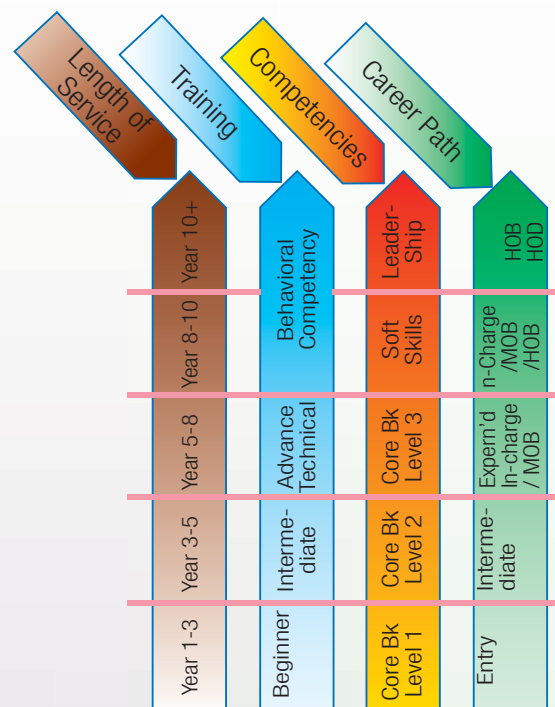 Length of
Service
Training
Competencies
Career Path
Year 10+
Behavioral
Competency
Leader-
Ship
HOB
HOD
Year 8-10
Soft
Skills
n-Charge
/MOB
/HOB
Year 5-8
Advance
Technical
Core Bk
Level 3
Expern'd
In-charge
/ MOB
Year 3-5
Interme-
diate
Core Bk
Level 2
Interme-
diate
Year 1-3
Beginner
Core Bk
Level 1
Entry